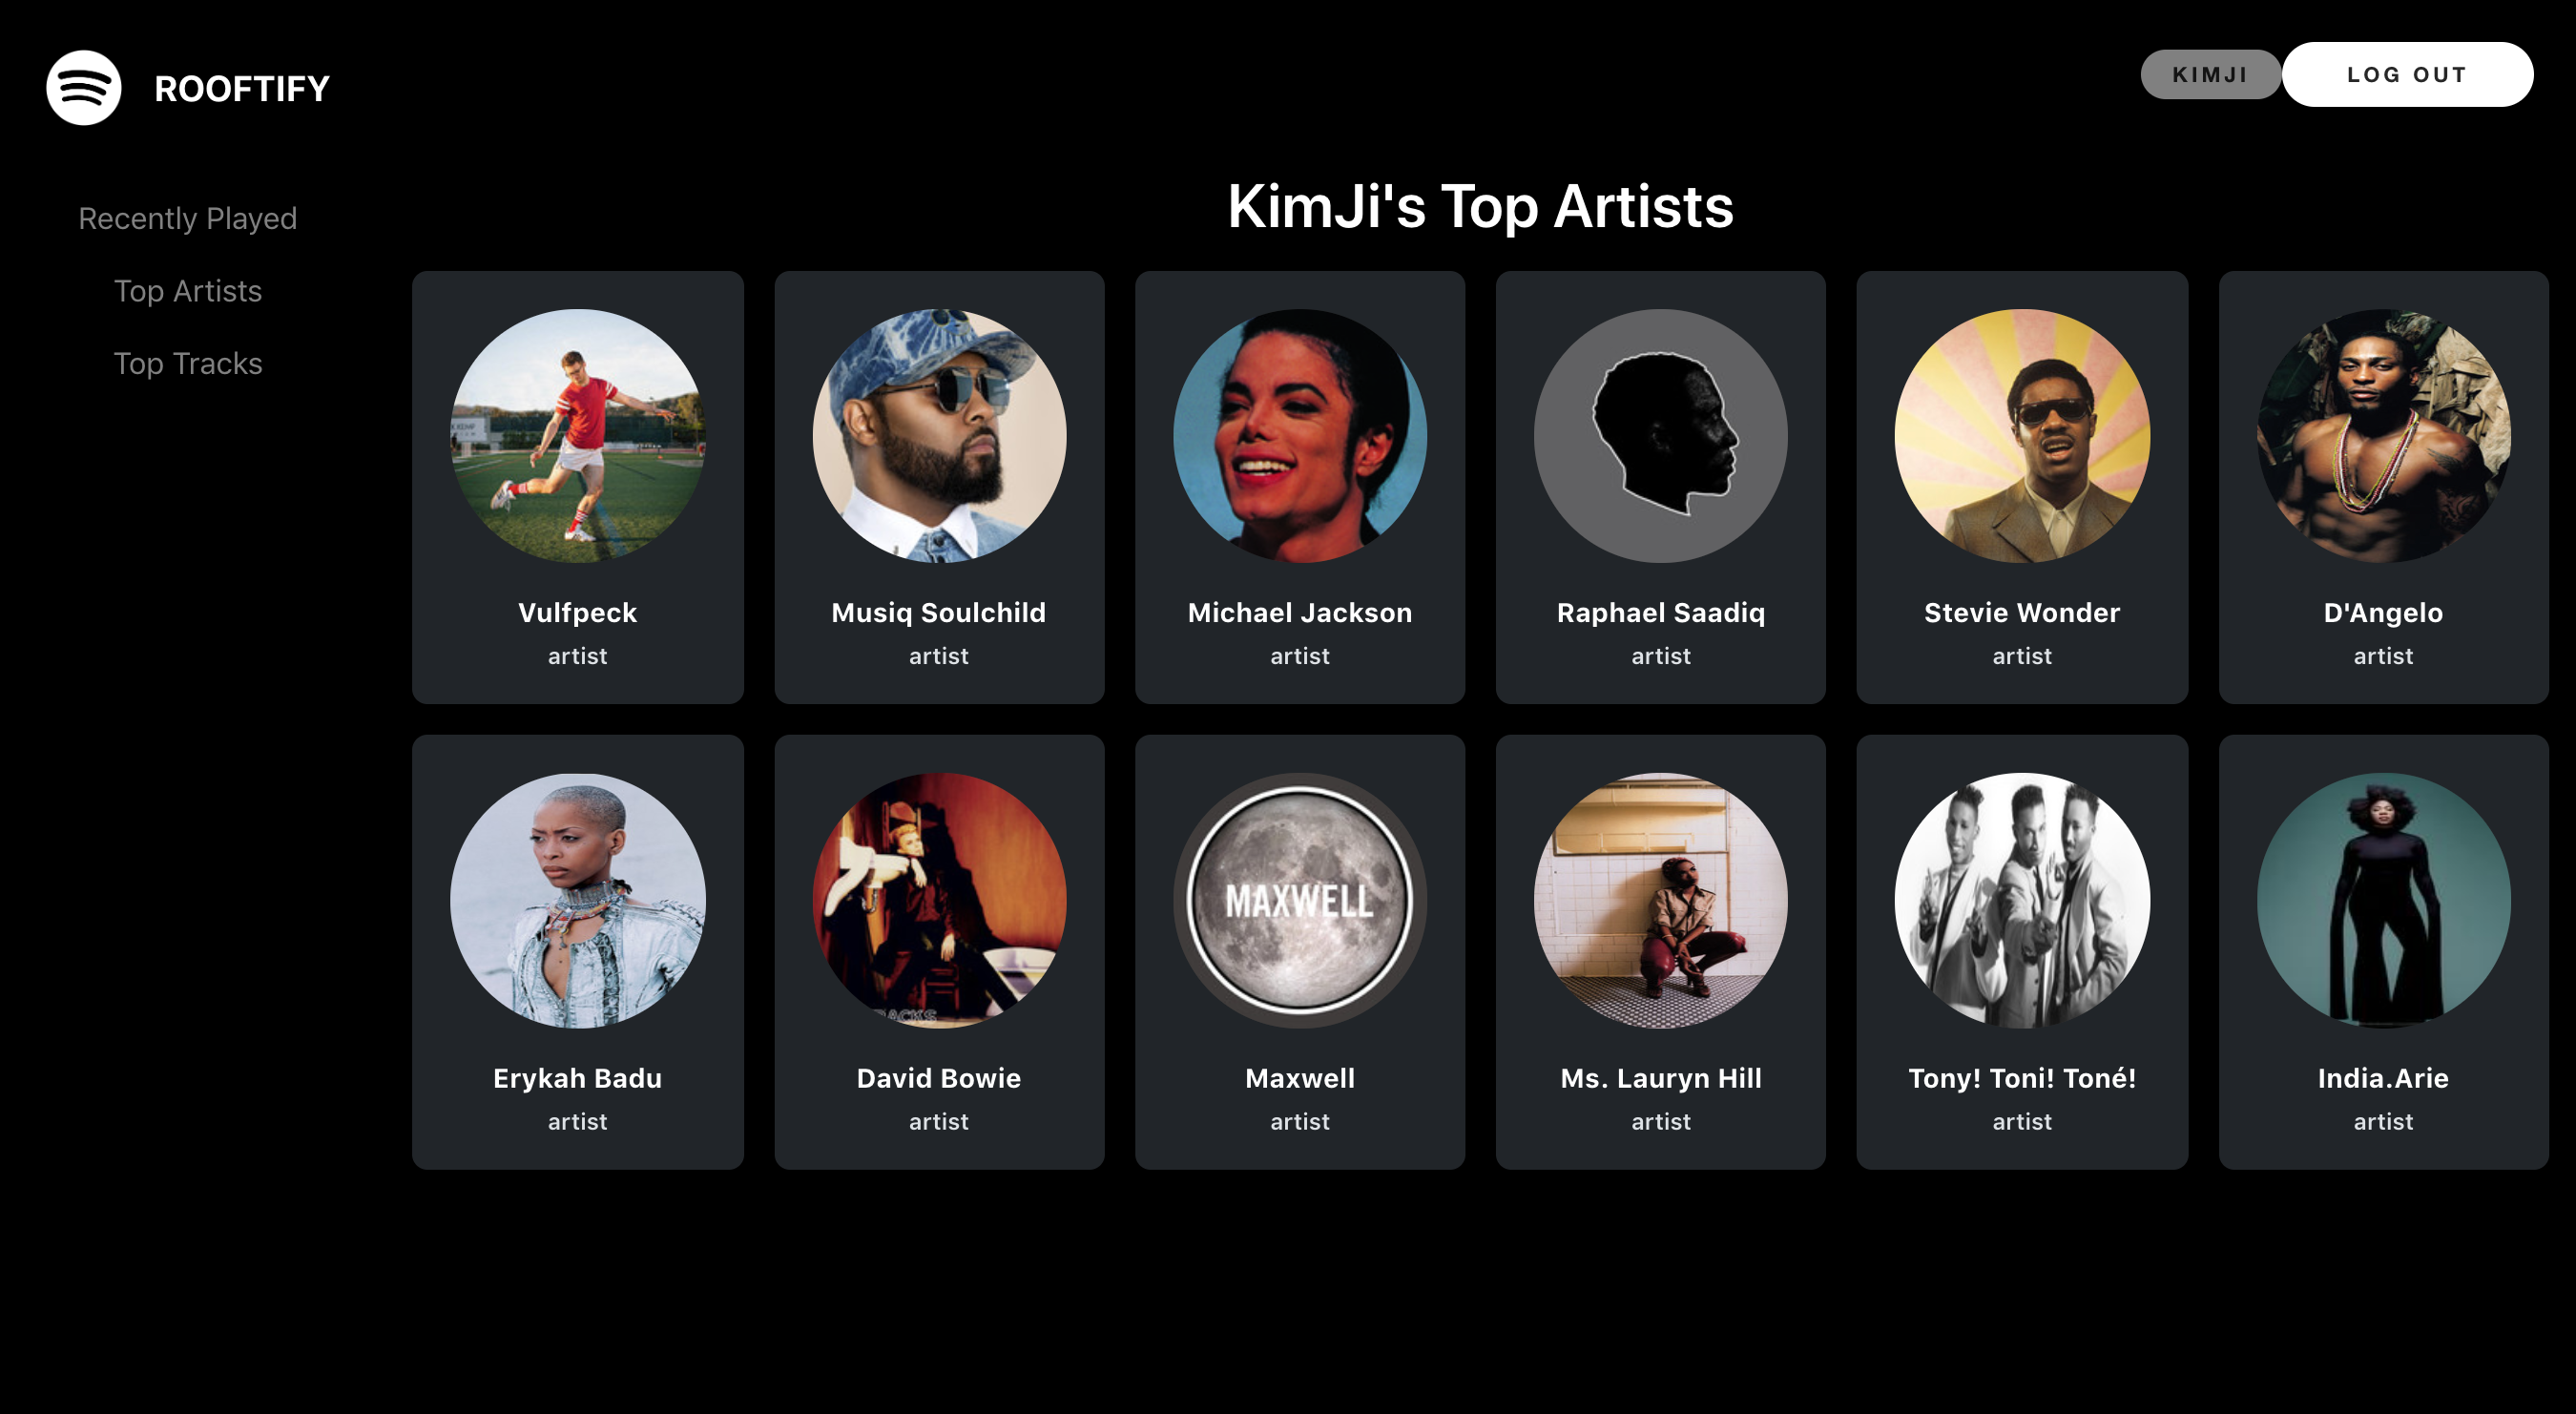 ROOFTIFY
KIMJI
LOG OUT
Recently Played
Top Artists
Top Tracks
KimJi's Top Artists
Vulfpeck
artist
Musiq Soulchild
artist
Michael Jackson
artist
Raphael Saadiq
artist
Stevie Wonder
artist
D'Angelo
artist
Erykah Badu
artist
David Bowie
artist
MAXWELL
Maxwell
artist
Ms. Lauryn Hill
artist
Tony! Toni! Toné!
artist
India.Arie
artist